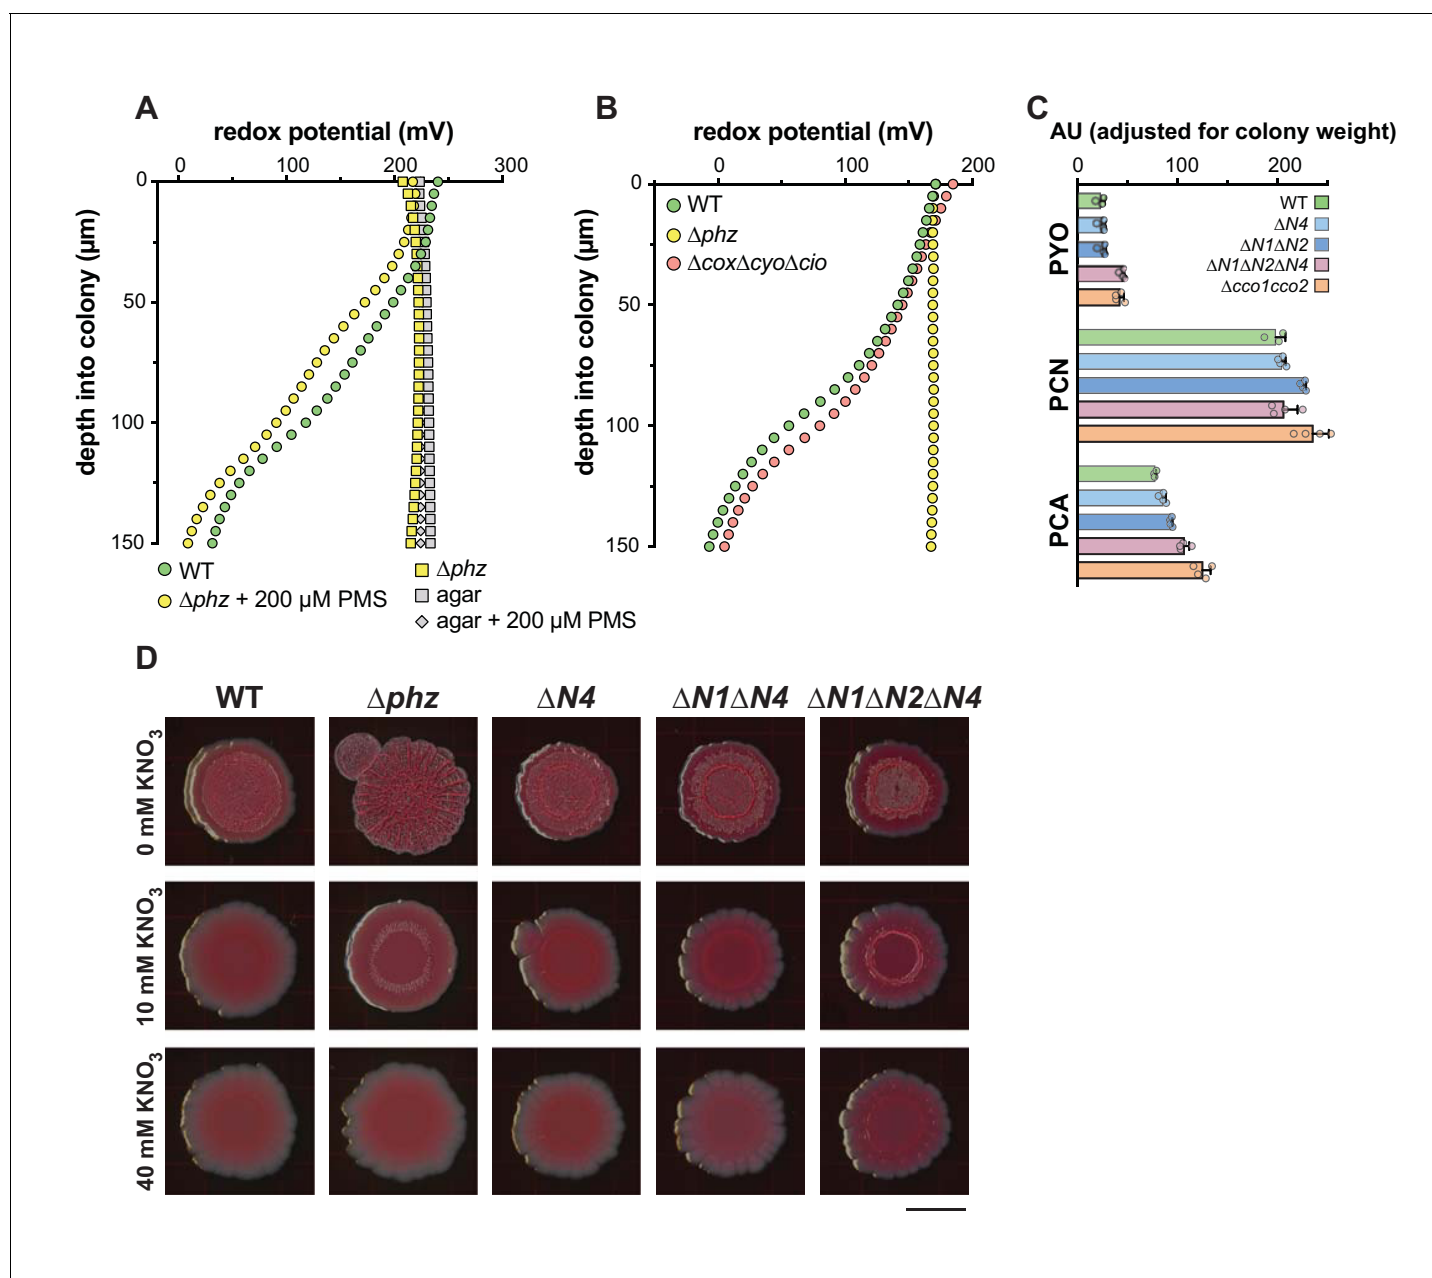 A
redox potential (mV)
0 100 200 300
depth into colony (µm)
0
50
100
150
WT
Δphz + 200 µM PMS
Δphz
agar
agar + 200 µM PMS
B
redox potential (mV)
0 100 200
depth into colony (µm)
0
50
100
150
WT
Δphz
ΔcoxΔcyoΔcio
C
AU (adjusted for colony weight)
0 100 200
PYO
PCN
PCA
WT
ΔN4
ΔN1ΔN2
ΔN1ΔN2ΔN4
Δcco1cco2
D
WT Δphz ΔN4 ΔN1ΔN4 ΔN1ΔN2ΔN4
0 mM KNO3
10 mM KNO3
40 mM KNO3